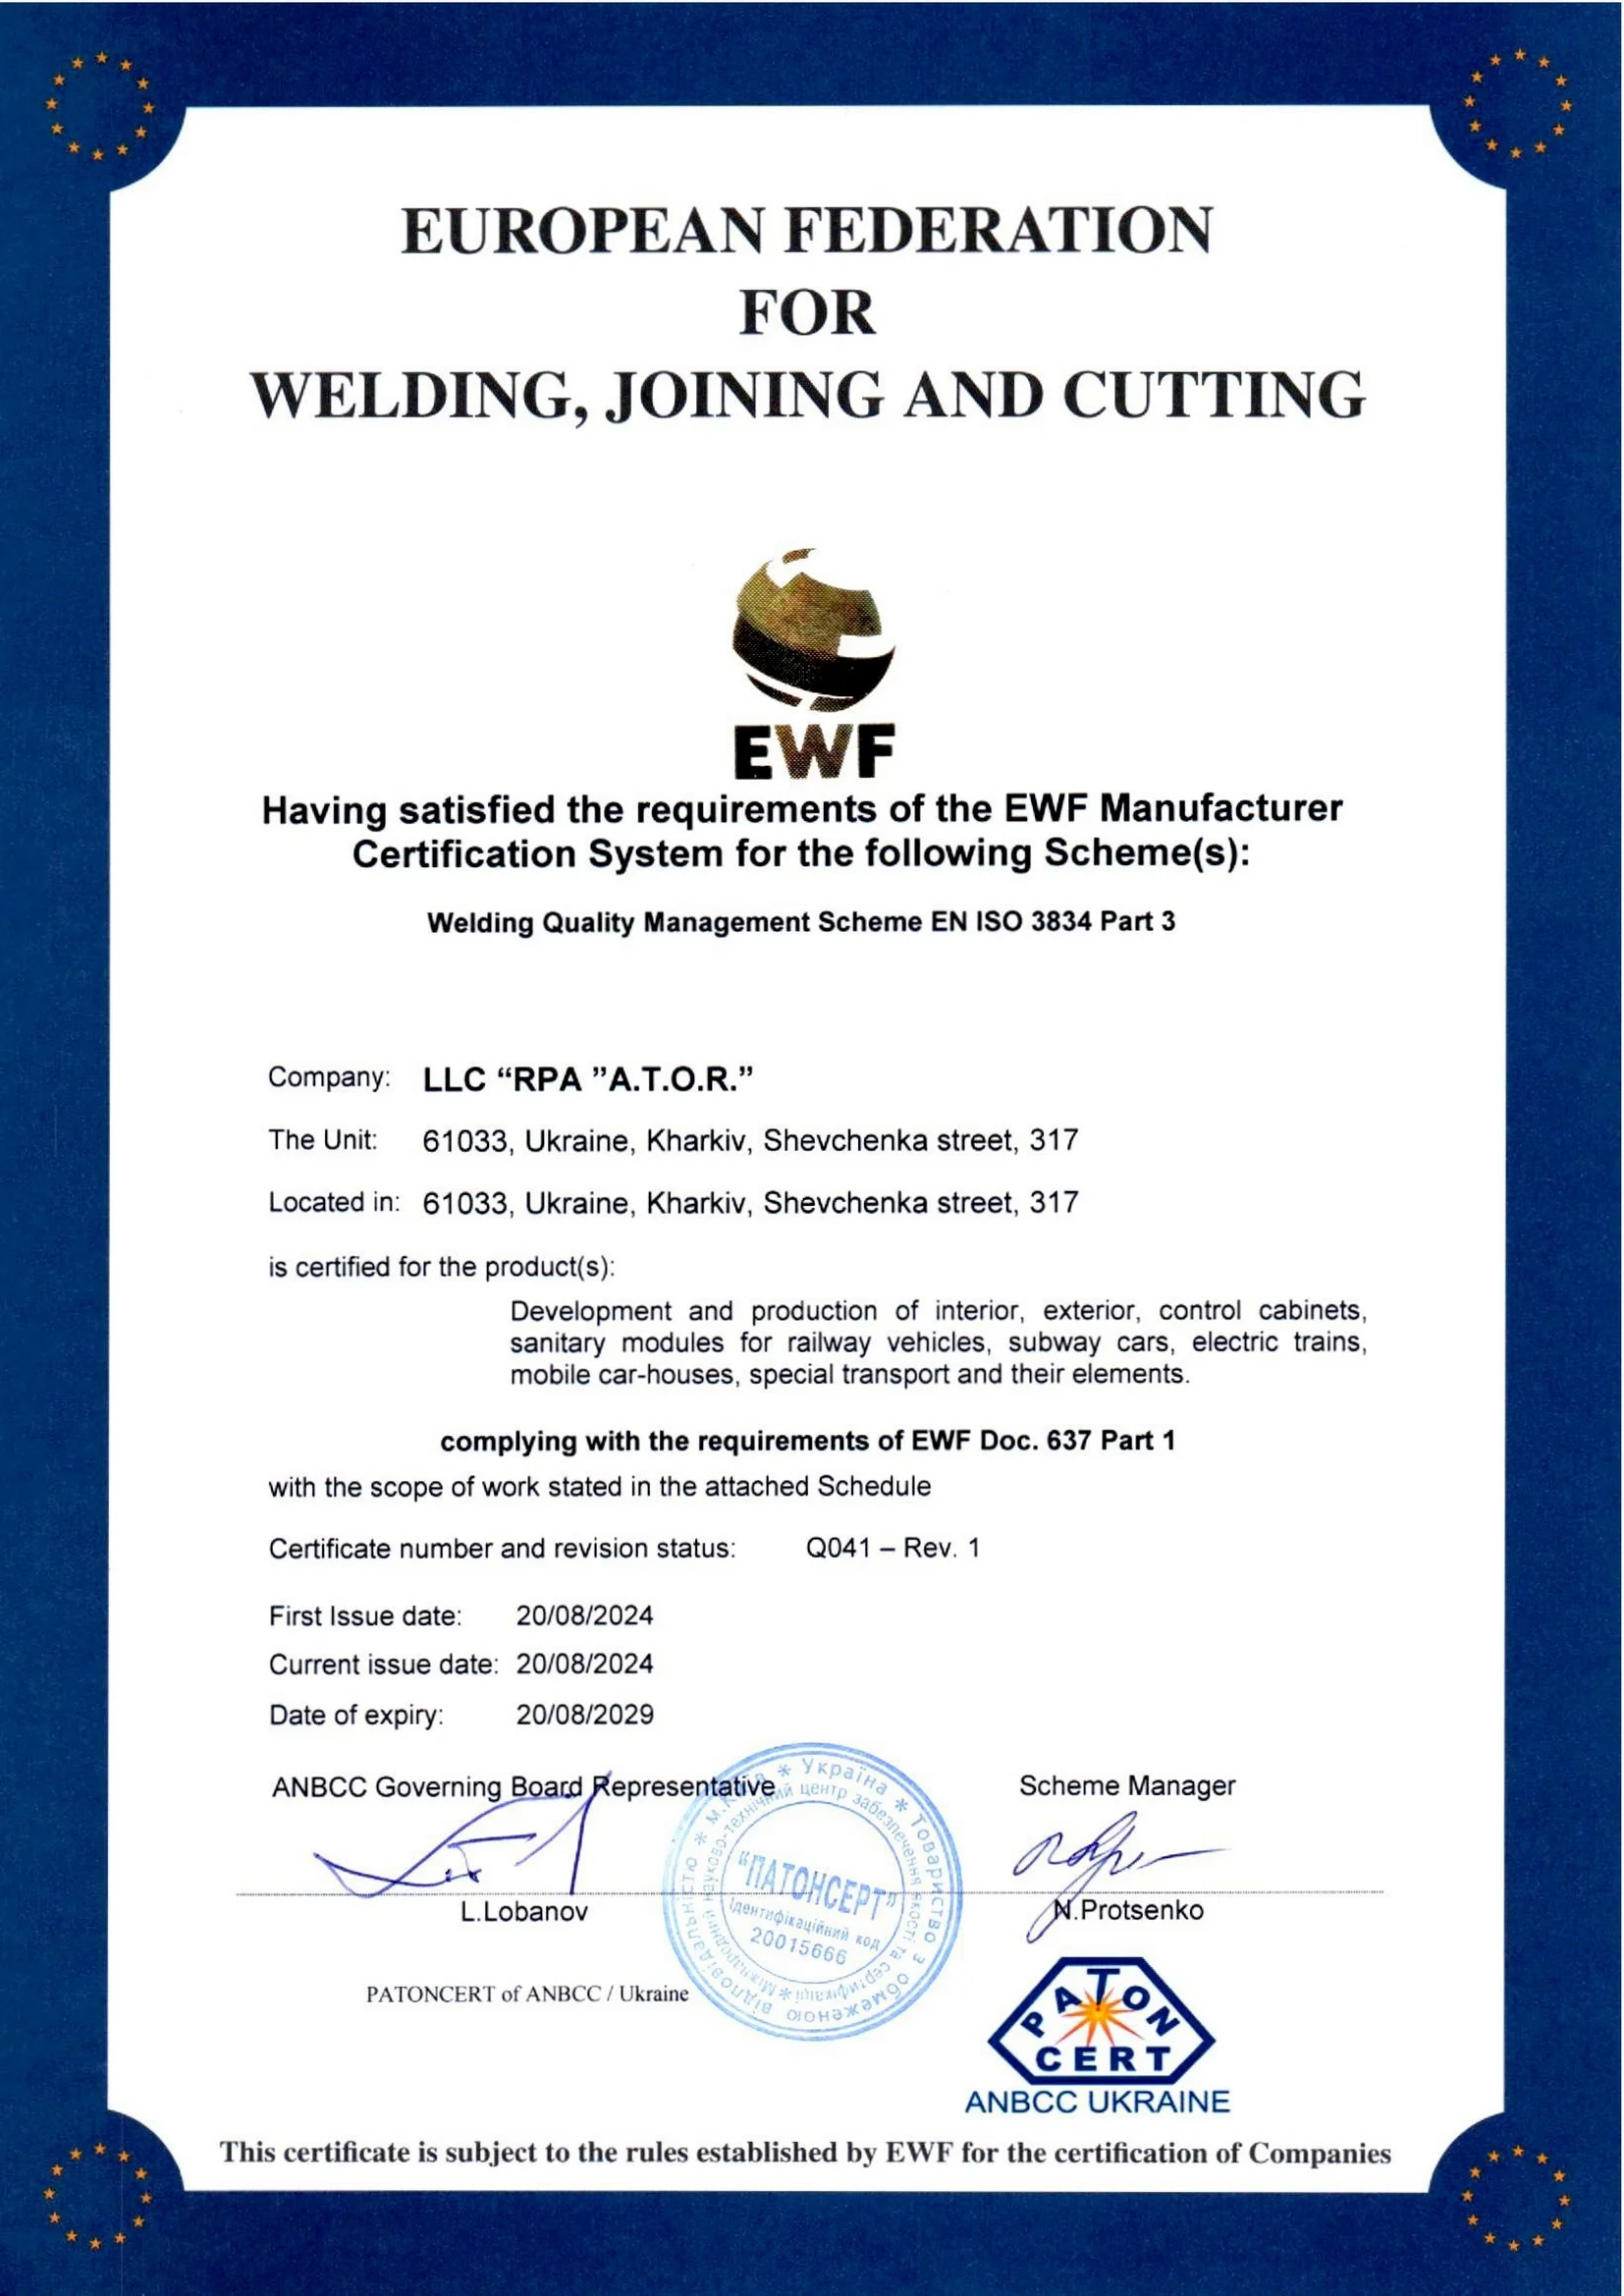 EUROPEAN FEDERATION
FOR
WELDING, JOINING AND CUTTING
EWF
Having satisfied the requirements of the EWF Manufacturer
Certification System for the following Scheme(s):
Welding Quality Management Scheme EN ISO 3834 Part 3
Company: LLC “RPA ”A.T.O.R.”
The Unit: 61033, Ukraine, Kharkiv, Shevchenka street, 317
Located in: 61033, Ukraine, Kharkiv, Shevchenka street, 317
is certified for the product(s):
Development and production of interior, exterior, control cabinets,
sanitary modules for railway vehicles, subway cars, electric trains,
mobile car-houses, special transport and their elements.
complying with the requirements of EWF Doc. 637 Part 1
with the scope of work stated in the attached Schedule
Certificate number and revision status: Q041 – Rev. 1
First Issue date: 20/08/2024
Current issue date: 20/08/2024
Date of expiry: 20/08/2029
ANBCC Governing Board Representative Scheme Manager
L.Lobanov N.Protsenko
Україна * Товариство з обмеженою відповідальністю *
Міжнародний науково-технічний центр забезпечення якості та сертифікації *
“ПАТОНСЕРТ”
Ідентифікаційний код
20015666
PATONCERT of ANBCC / Ukraine
PATON
CERT
ANBCC UKRAINE
This certificate is subject to the rules established by EWF for the certification of Companies